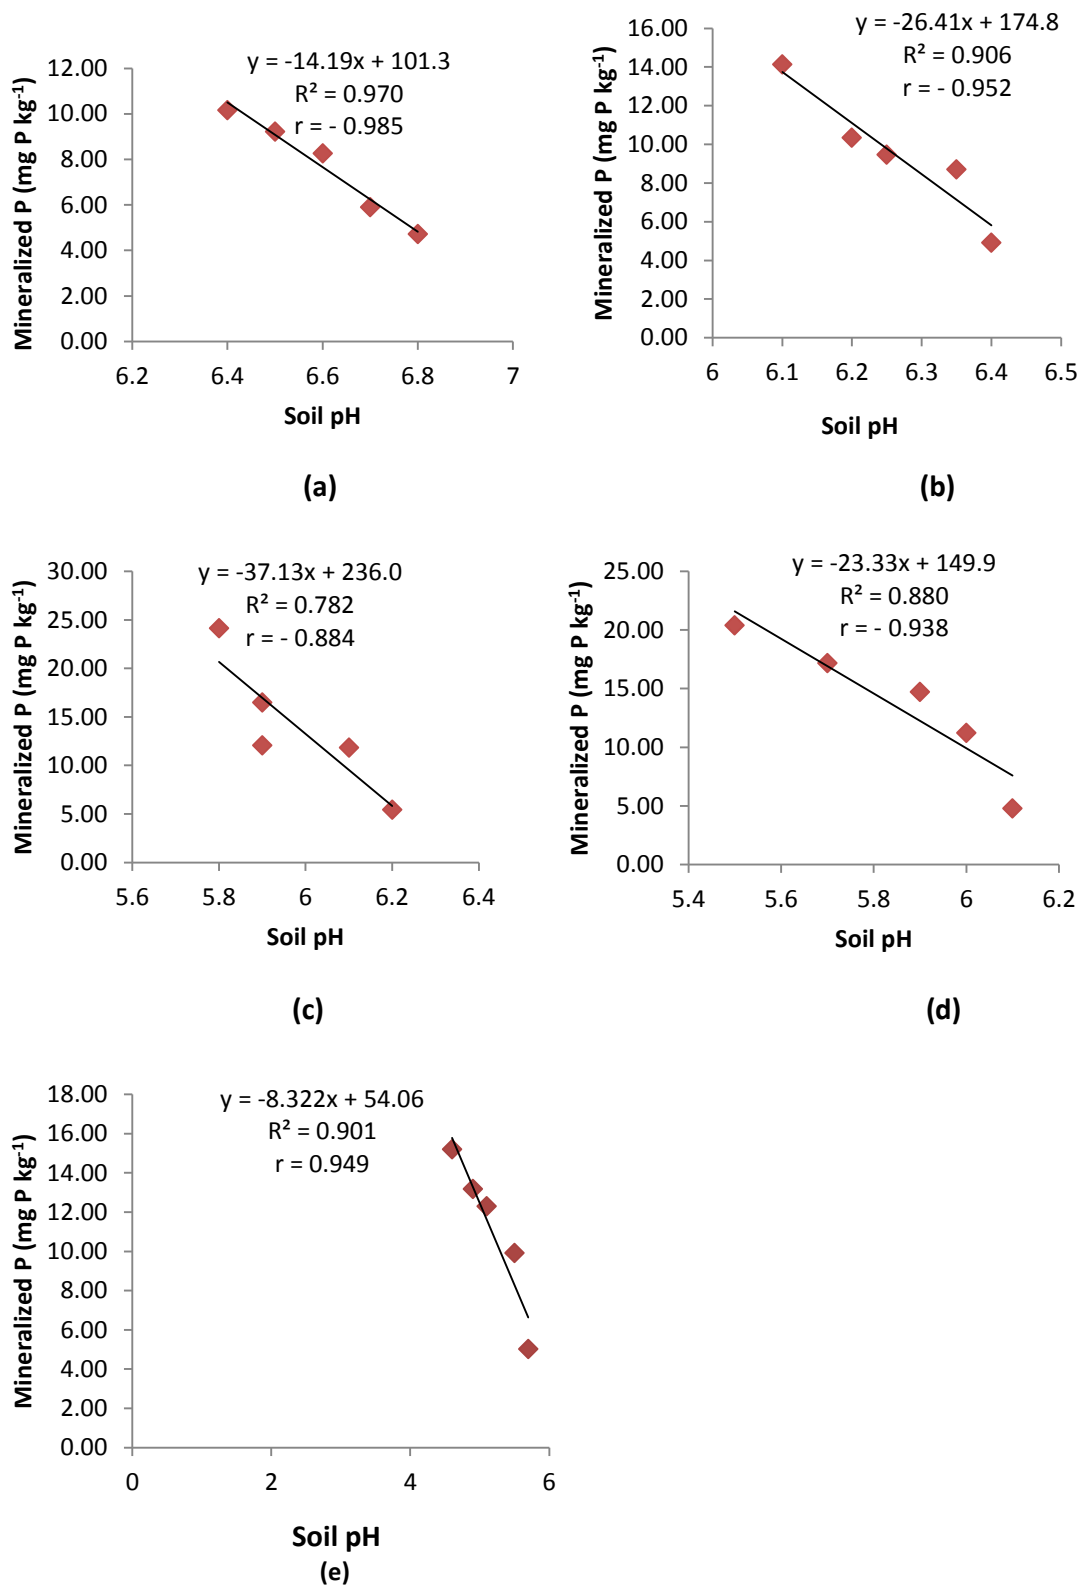 y = -14.19x + 101.3
R² = 0.970
r = - 0.985
Mineralized P (mg P kg⁻¹)
12.00
10.00
8.00
6.00
4.00
2.00
0.00
6.2 6.4 6.6 6.8 7
Soil pH
(a)
y = -26.41x + 174.8
R² = 0.906
r = - 0.952
Mineralized P (mg P kg⁻¹)
16.00
14.00
12.00
10.00
8.00
6.00
4.00
2.00
0.00
6 6.1 6.2 6.3 6.4 6.5
Soil pH
(b)
y = -37.13x + 236.0
R² = 0.782
r = - 0.884
Mineralized P (mg P kg⁻¹)
30.00
25.00
20.00
15.00
10.00
5.00
0.00
5.6 5.8 6 6.2 6.4
Soil pH
(c)
y = -23.33x + 149.9
R² = 0.880
r = - 0.938
Mineralized P (mg P kg⁻¹)
25.00
20.00
15.00
10.00
5.00
0.00
5.4 5.6 5.8 6 6.2
Soil pH
(d)
y = -8.322x + 54.06
R² = 0.901
r = 0.949
Mineralized P (mg P kg⁻¹)
18.00
16.00
14.00
12.00
10.00
8.00
6.00
4.00
2.00
0.00
0 2 4 6
Soil pH
(e)